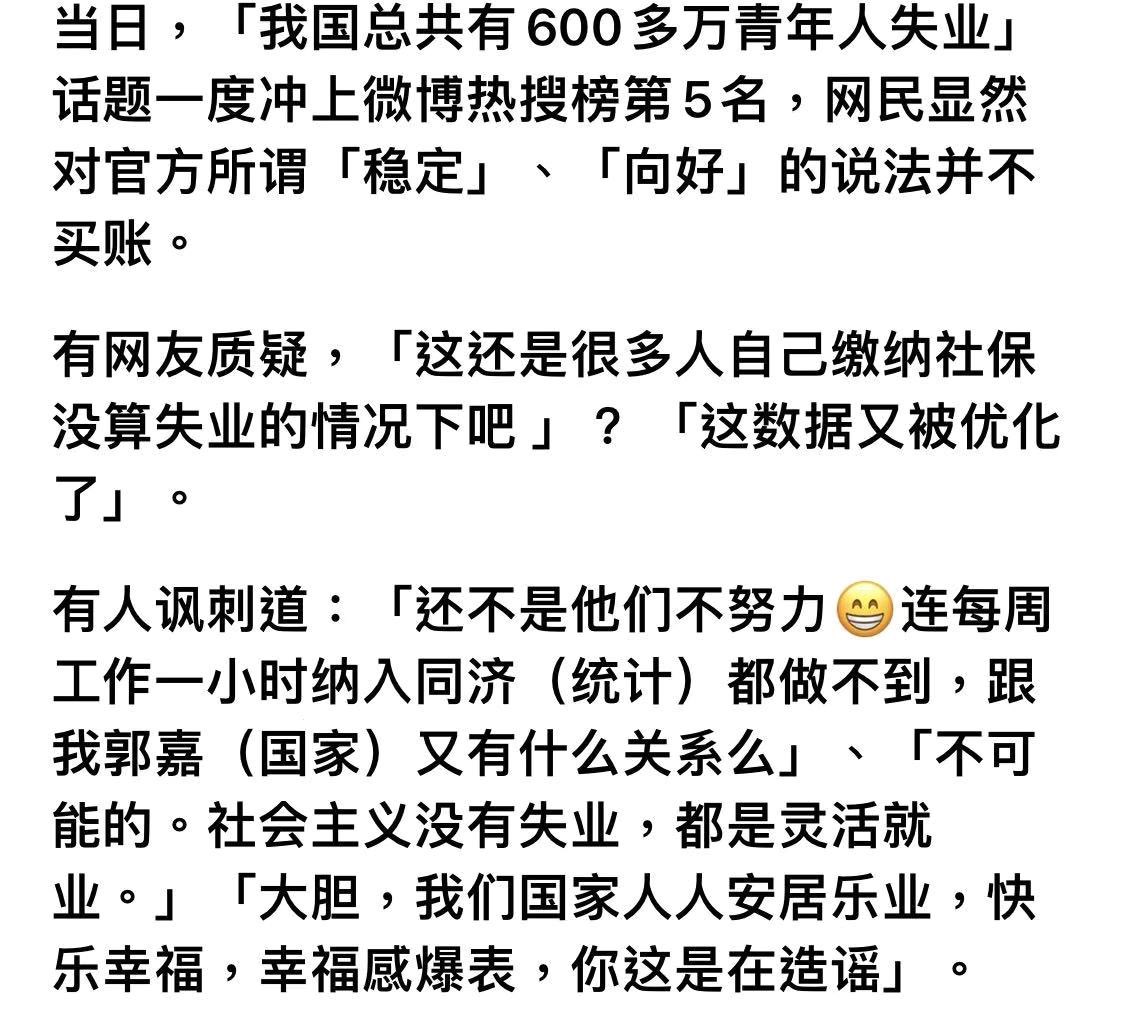 当日，「我国总共有600多万青年人失业」
话题一度冲上微博热搜榜第5名，网民显然
对官方所谓「稳定」、「向好」的说法并不
买账。
有网友质疑，「这还是很多人自己缴纳社保
没算失业的情况下吧 」？「这数据又被优化
了」。
有人讽刺道：「还不是他们不努力😁连每周
工作一小时纳入同济（统计）都做不到，跟
我郭嘉（国家）又有什么关系么」、「不可
能的。社会主义没有失业，都是灵活就
业。」「大胆，我们国家人人安居乐业，快
乐幸福，幸福感爆表，你这是在造谣」。